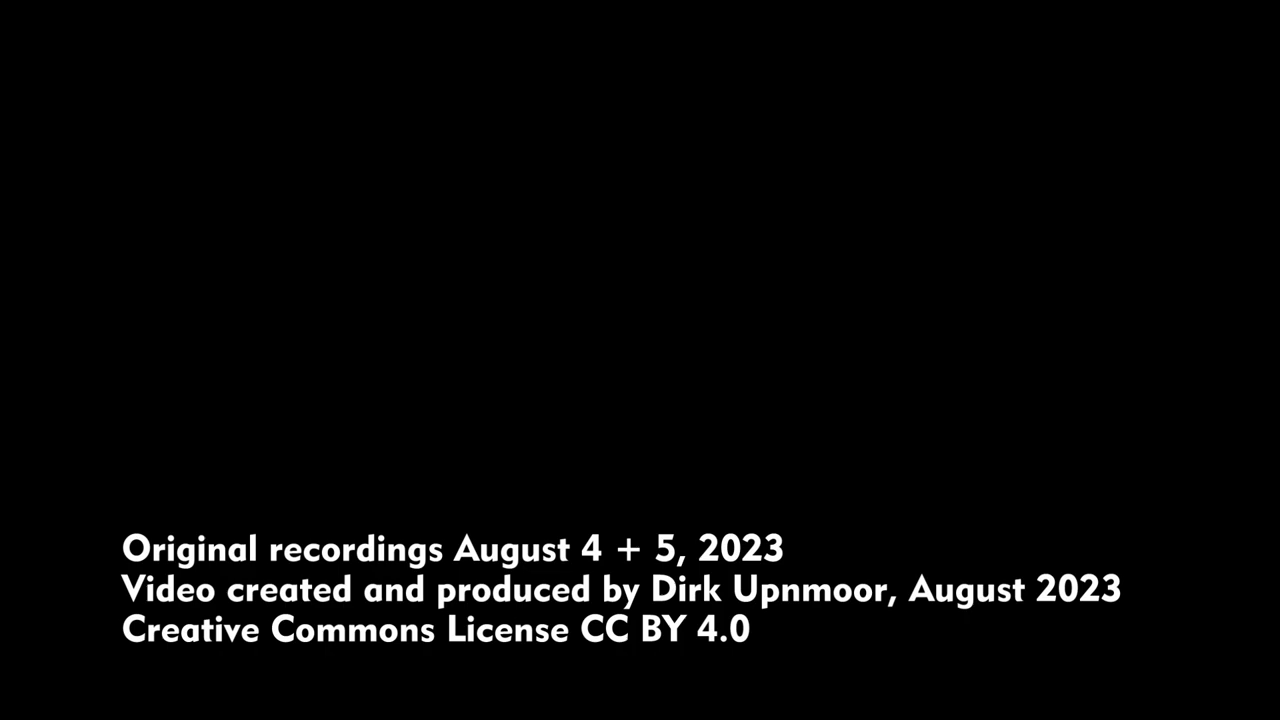 Original recordings August 4 + 5, 2023
Video created and produced by Dirk Upnmoor, August 2023
Creative Commons License CC BY 4.0